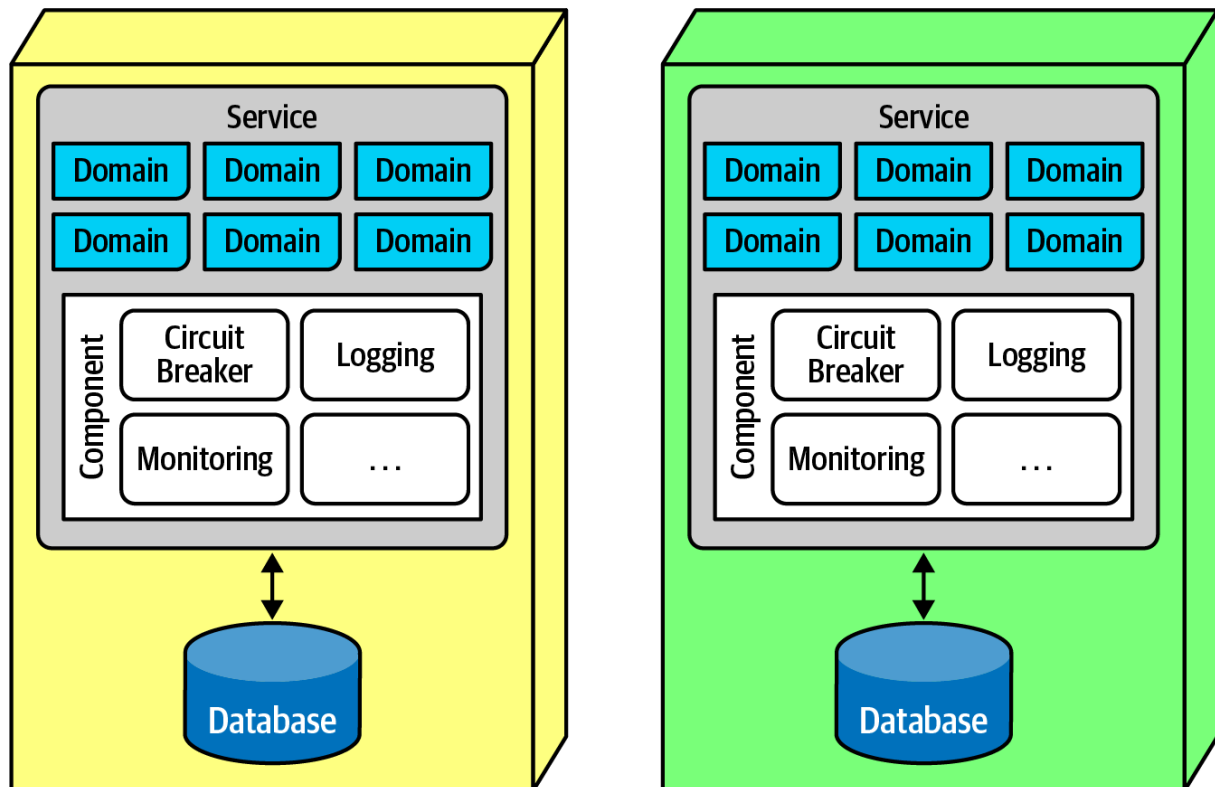 Service
Domain Domain Domain
Domain Domain Domain
Component
Circuit
Breaker
Logging
Monitoring
...
Database
Service
Domain Domain Domain
Domain Domain Domain
Component
Circuit
Breaker
Logging
Monitoring
...
Database